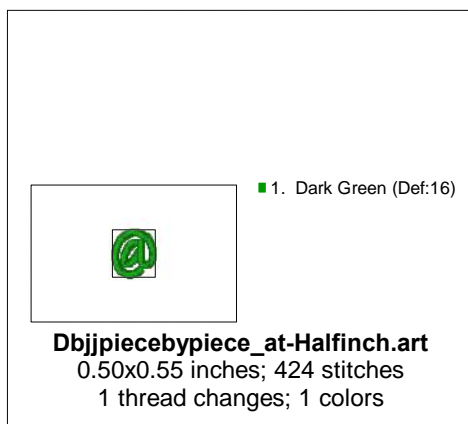 1. Dark Green (Def:16)
@
Dbjjpiecebypiece_at-Halfinch.art
0.50x0.55 inches; 424 stitches
1 thread changes; 1 colors